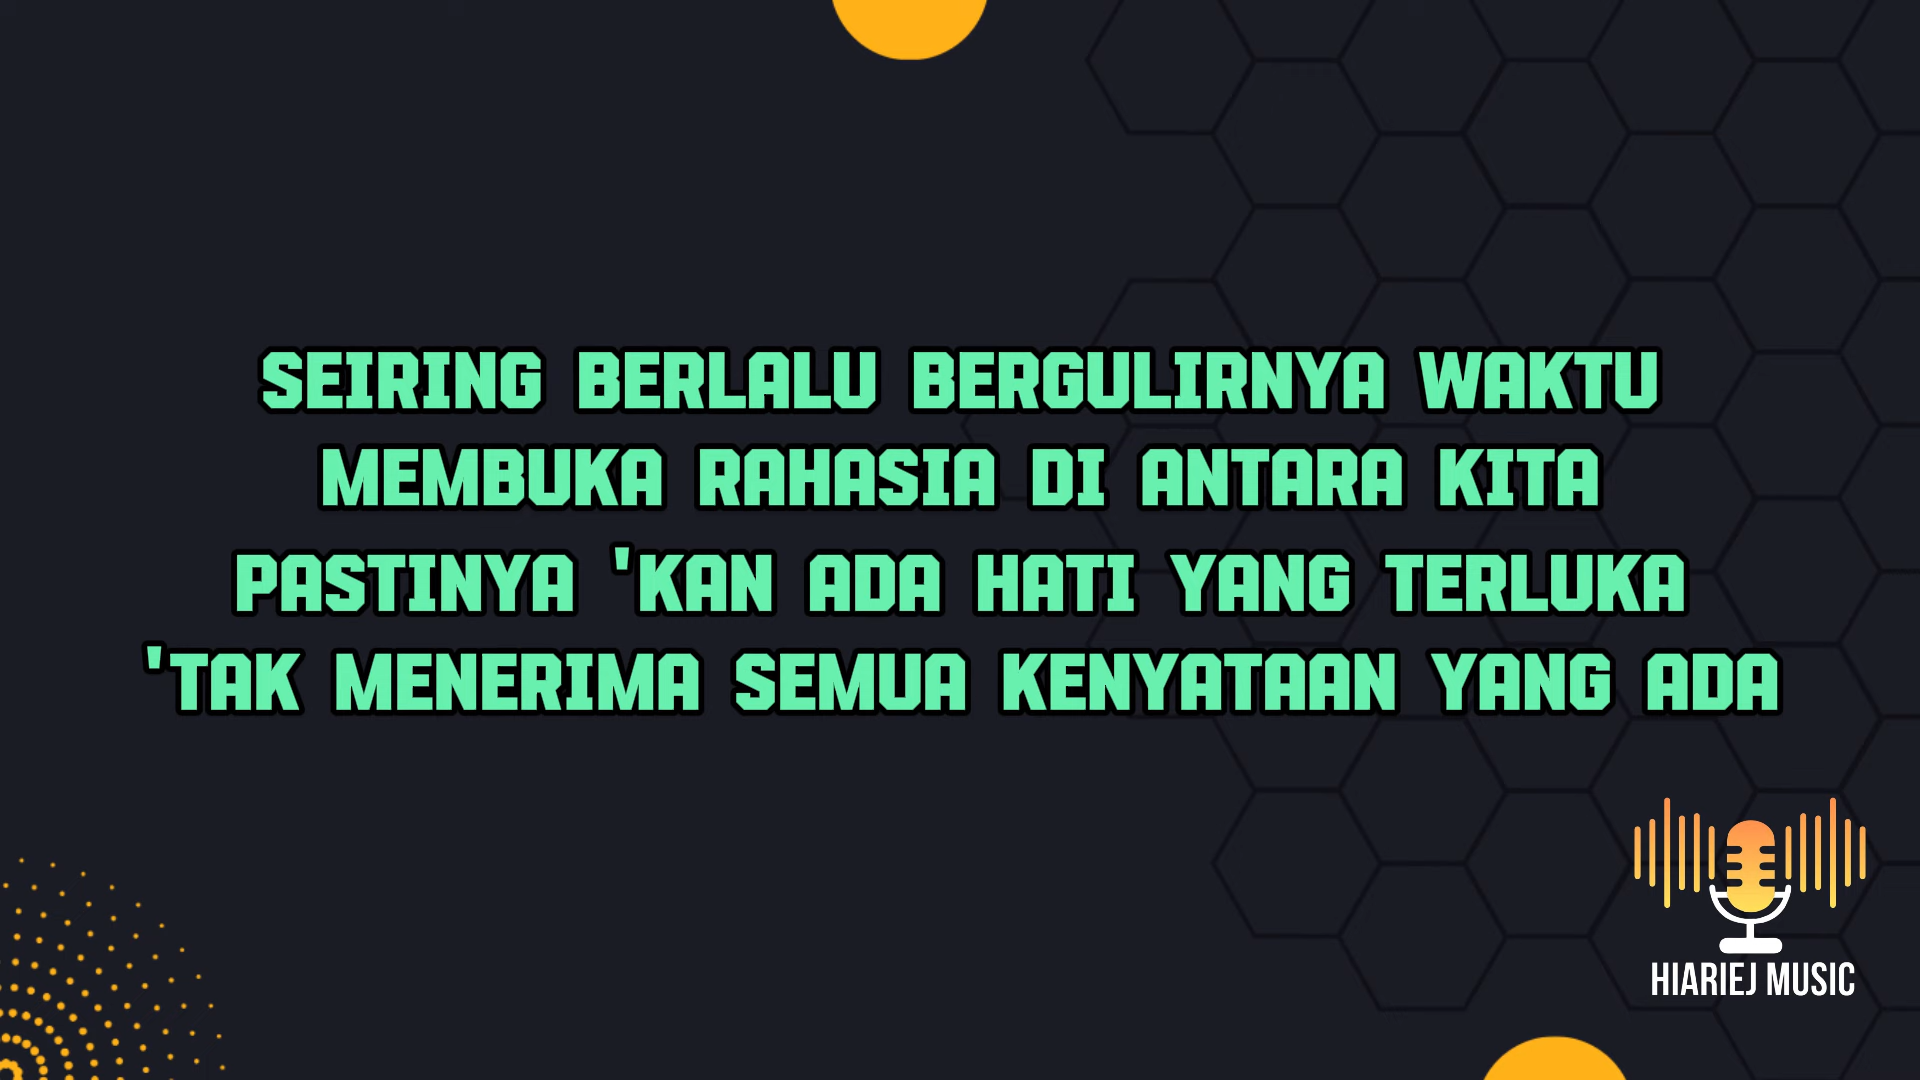 SEIRING BERLALU BERGULIRNYA WAKTU
MEMBUKA RAHASIA DI ANTARA KITA
PASTINYA 'KAN ADA HATI YANG TERLUKA
'TAK MENERIMA SEMUA KENYATAAN YANG ADA
HIARIEJ MUSIC